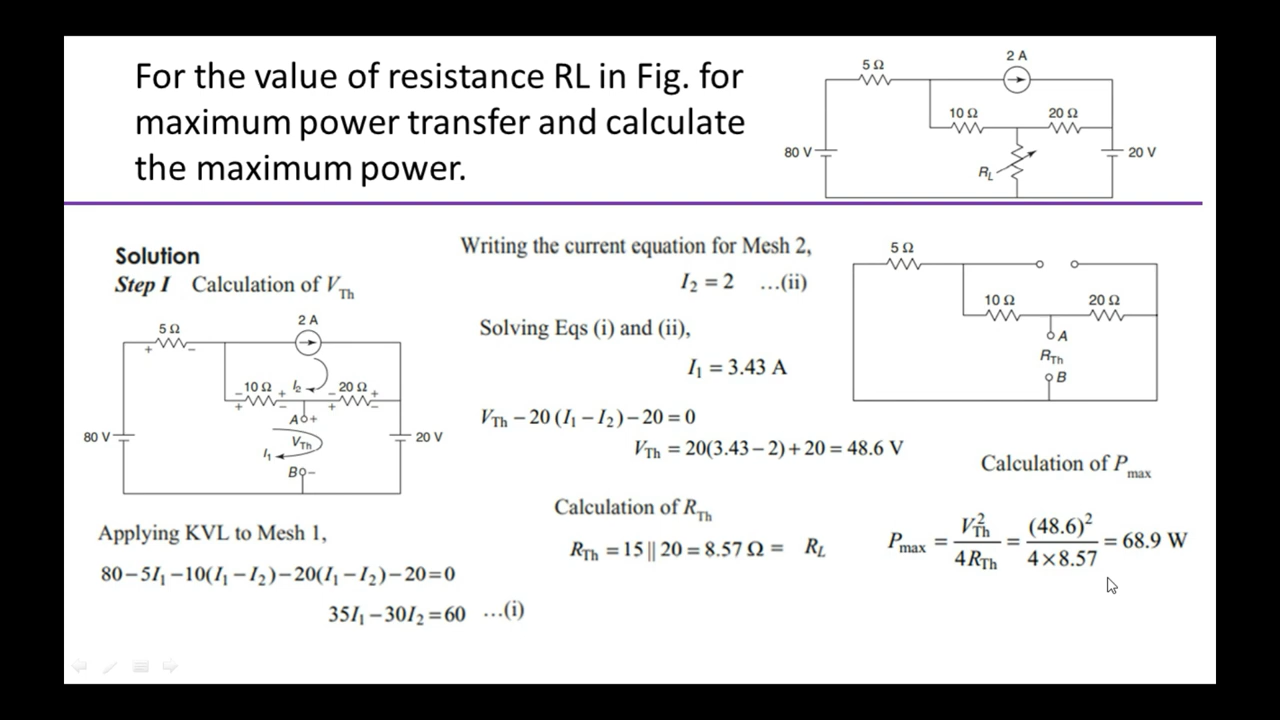 For the value of resistance RL in Fig. for
maximum power transfer and calculate
the maximum power.
2 A
5 Ω
10 Ω
20 Ω
80 V
20 V
R_L
Solution
Step I Calculation of V_Th
2 A
5 Ω
+ −
− 10 Ω + I₂ − 20 Ω +
+ − + −
A +
80 V
V_Th
20 V
I₁
B −
Applying KVL to Mesh 1,
80−5I₁−10(I₁−I₂)−20(I₁−I₂)−20=0
35I₁−30I₂=60 …(i)
Writing the current equation for Mesh 2,
I₂ = 2 …(ii)
Solving Eqs (i) and (ii),
I₁ = 3.43 A
V_Th − 20 (I₁ − I₂) − 20 = 0
V_Th = 20(3.43 − 2) + 20 = 48.6 V
Calculation of R_Th
R_Th = 15 || 20 = 8.57 Ω = R_L
5 Ω
10 Ω
20 Ω
A
R_Th
B
Calculation of P_max
P_max = V²_Th / 4R_Th = (48.6)² / 4×8.57 = 68.9 W